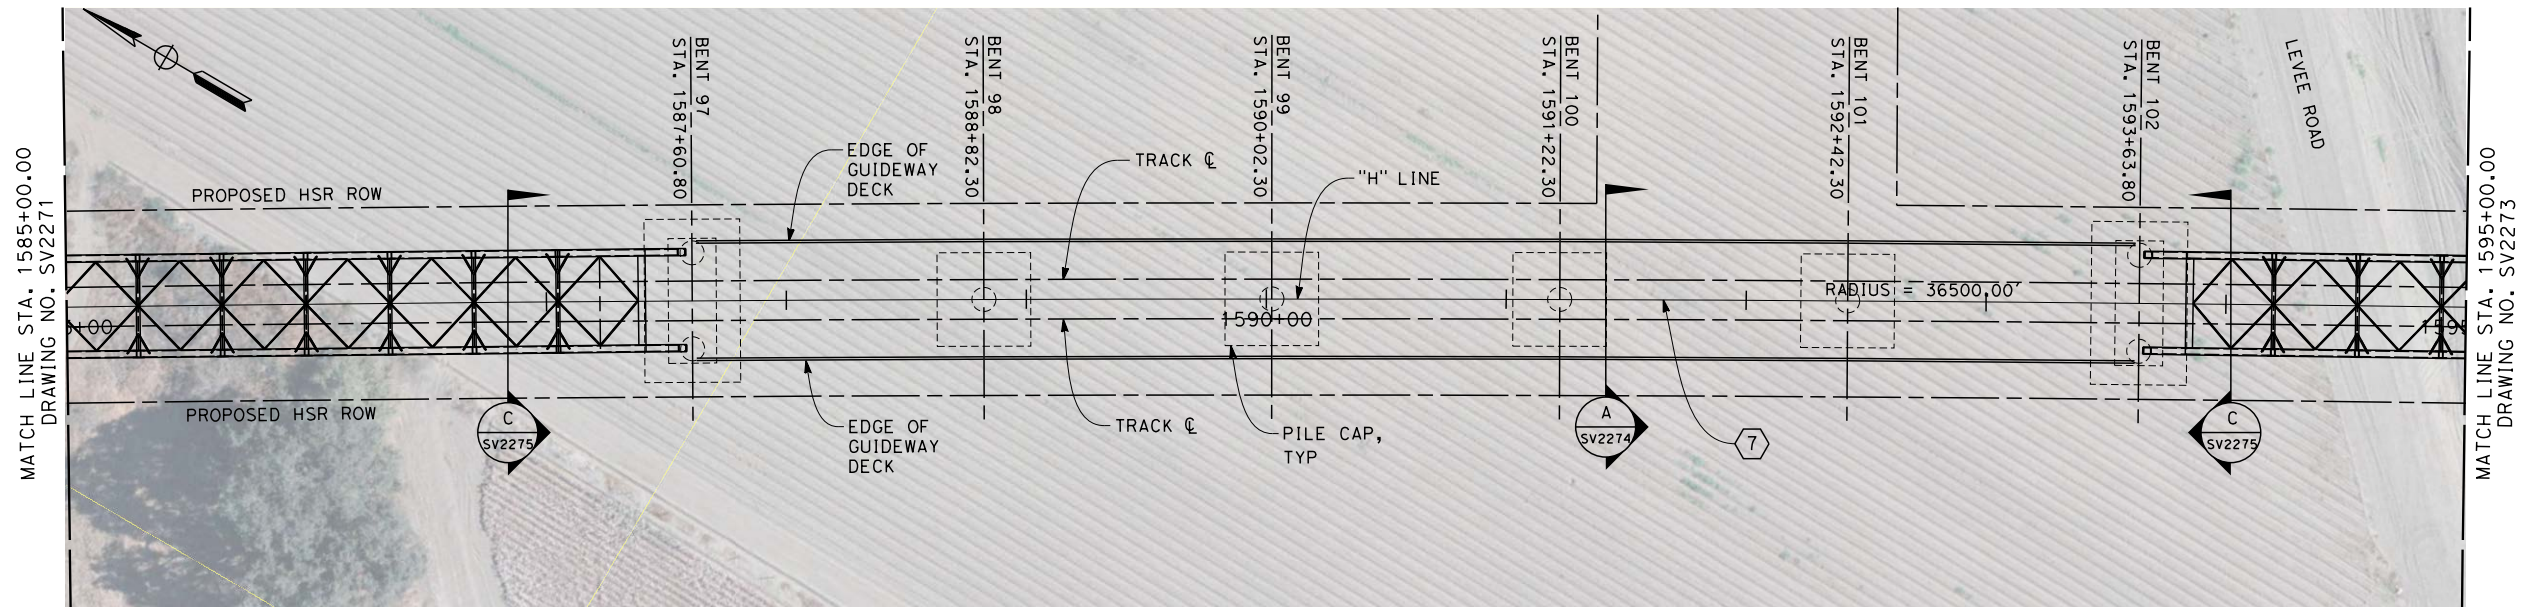 MATCH LINE STA. 1585+00.00
DRAWING NO. SV2271
BENT 97
STA. 1587+60.80
BENT 98
STA. 1588+82.30
BENT 99
STA. 1590+02.30
BENT 100
STA. 1591+22.30
BENT 101
STA. 1592+42.30
BENT 102
STA. 1593+63.80
LEVEE ROAD
MATCH LINE STA. 1595+00.00
DRAWING NO. SV2273
PROPOSED HSR ROW
EDGE OF
GUIDEWAY
DECK
TRACK ℄
"H" LINE
RADIUS = 36500.00'
5+00
1590+00
1595
PROPOSED HSR ROW
C
SV2275
EDGE OF
GUIDEWAY
DECK
TRACK ℄
PILE CAP,
TYP
A
SV2274
7
C
SV2275